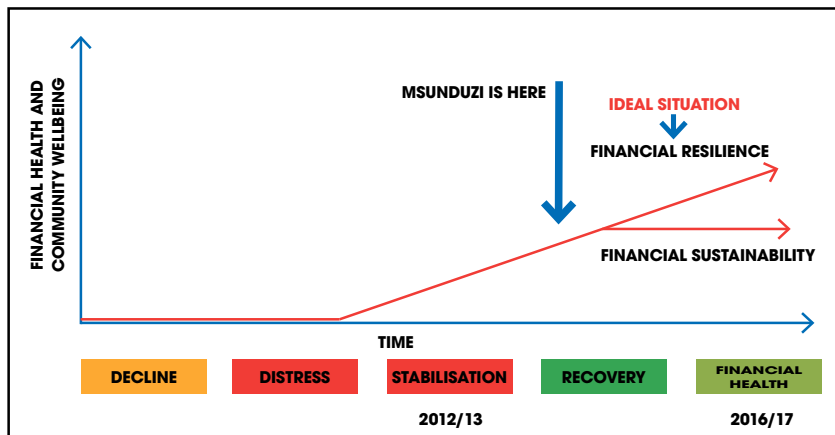 FINANCIAL HEALTH AND
COMMUNITY WELLBEING
MSUNDUZI IS HERE
IDEAL SITUATION
FINANCIAL RESILIENCE
FINANCIAL SUSTAINABILITY
TIME
DECLINE
DISTRESS
STABILISATION
RECOVERY
FINANCIAL
HEALTH
2012/13
2016/17